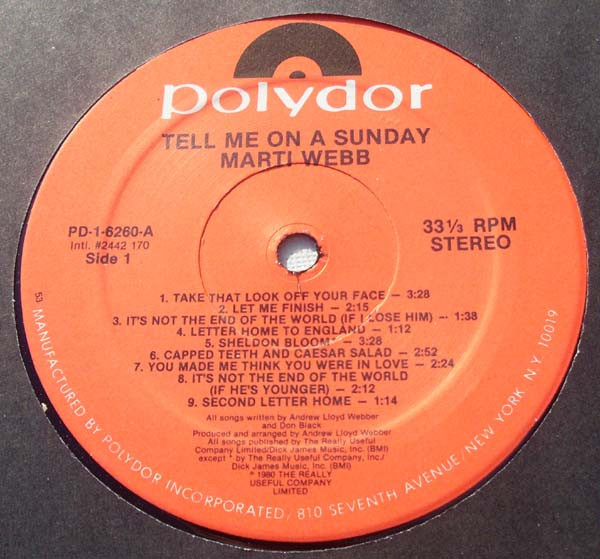 polydor
TELL ME ON A SUNDAY
MARTI WEBB
PD-1-6260-A
Intl. #2442 170
Side 1
33 1/3 RPM
STEREO
1. TAKE THAT LOOK OFF YOUR FACE – 3:28
2. LET ME FINISH – 2:15
3. IT'S NOT THE END OF THE WORLD (IF I LOSE HIM) – 1:38
4. LETTER HOME TO ENGLAND – 1:12
5. SHELDON BLOOM* – 3:28
6. CAPPED TEETH AND CAESAR SALAD – 2:52
7. YOU MADE ME THINK YOU WERE IN LOVE – 2:24
8. IT'S NOT THE END OF THE WORLD
(IF HE'S YOUNGER) – 2:12
9. SECOND LETTER HOME – 1:14
All songs written by Andrew Lloyd Webber
and Don Black
Produced and arranged by Andrew Lloyd Webber
All songs published by The Really Useful
Company Limited/Dick James Music, Inc. (BMI)
except * by The Really Useful Company, Inc./
Dick James Music, Inc. (BMI)
℗ 1980 THE REALLY
USEFUL COMPANY
LIMITED
53 MANUFACTURED BY POLYDOR INCORPORATED/ 810 SEVENTH AVENUE/ NEW YORK N.Y. 10019